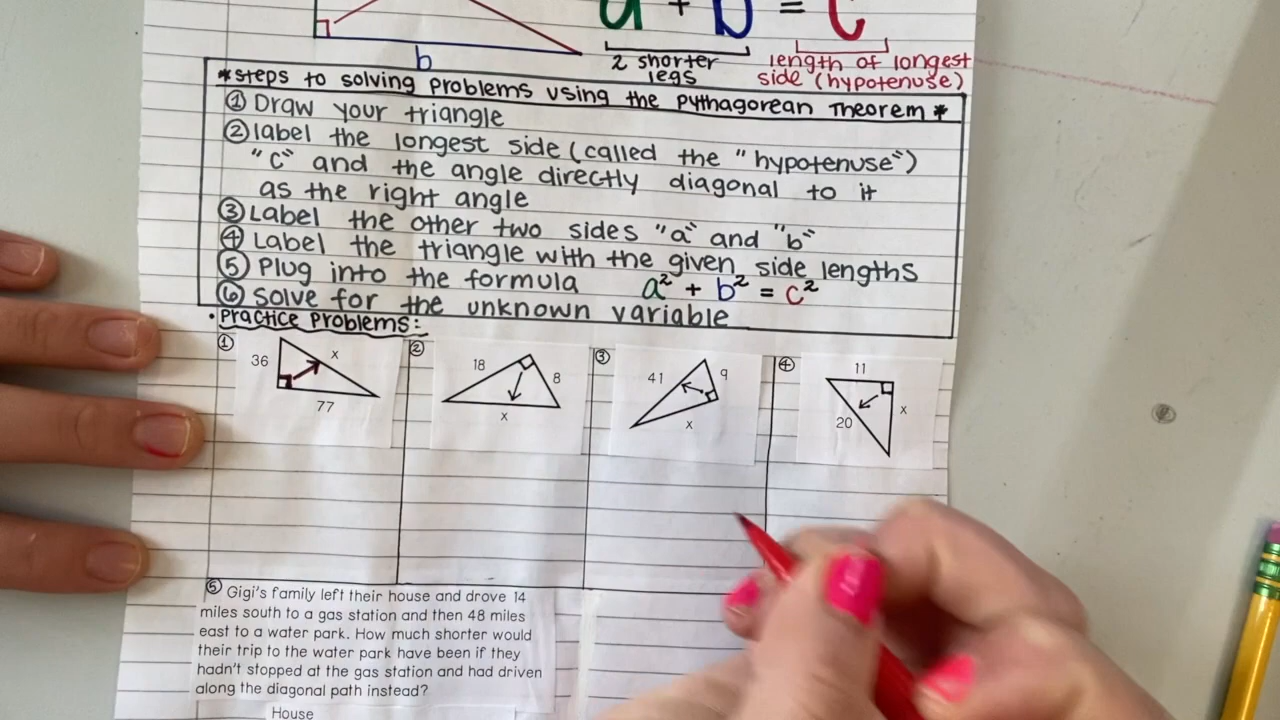 a + b = c
b
2 shorter legs
length of longest side (hypotenuse)
*steps to solving problems using the pythagorean Theorem*
① Draw your triangle
② label the longest side (called the "hypotenuse")
"c" and the angle directly diagonal to it
as the right angle
③ Label the other two sides "a" and "b"
④ Label the triangle with the given side lengths
⑤ Plug into the formula a² + b² = c²
⑥ Solve for the unknown variable
• Practice Problems:
① 36 x 77
② 18 8 x
③ 41 9 x
④ 11 20 x
⑤ Gigi's family left their house and drove 14
miles south to a gas station and then 48 miles
east to a water park. How much shorter would
their trip to the water park have been if they
hadn't stopped at the gas station and had driven
along the diagonal path instead?
House